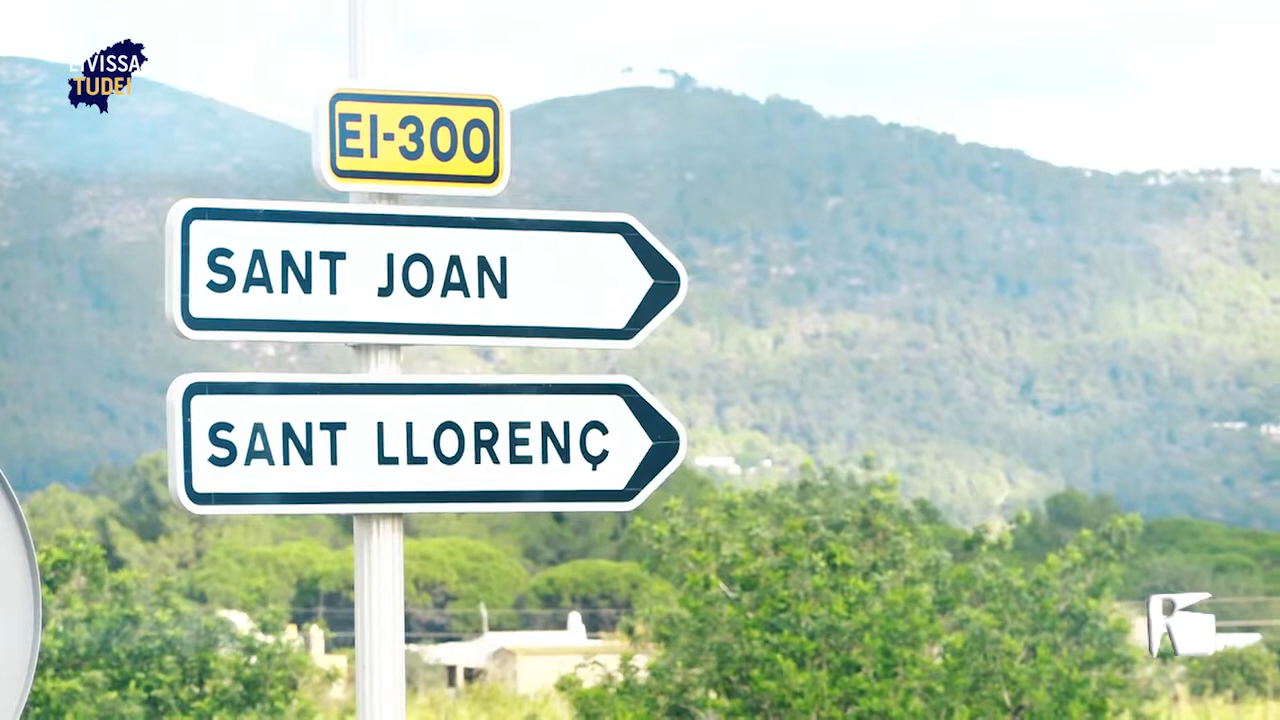 EIVISSA
TUDEI
EI-300
SANT JOAN
SANT LLORENÇ
R